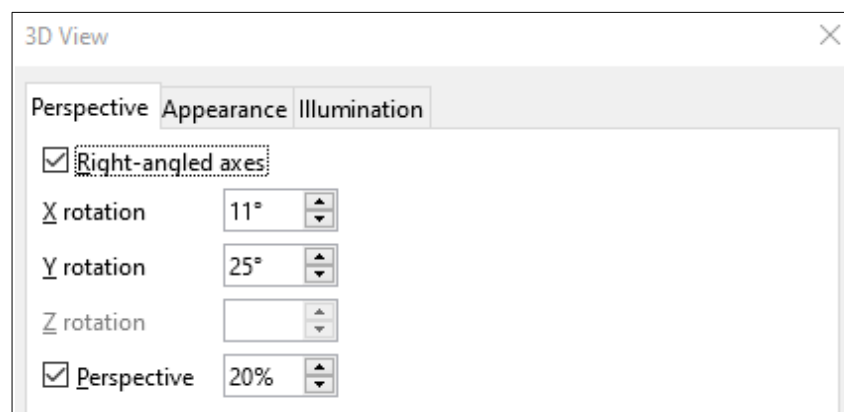 3D View
Perspective Appearance Illumination
Right-angled axes
X rotation 11°
Y rotation 25°
Z rotation
Perspective 20%